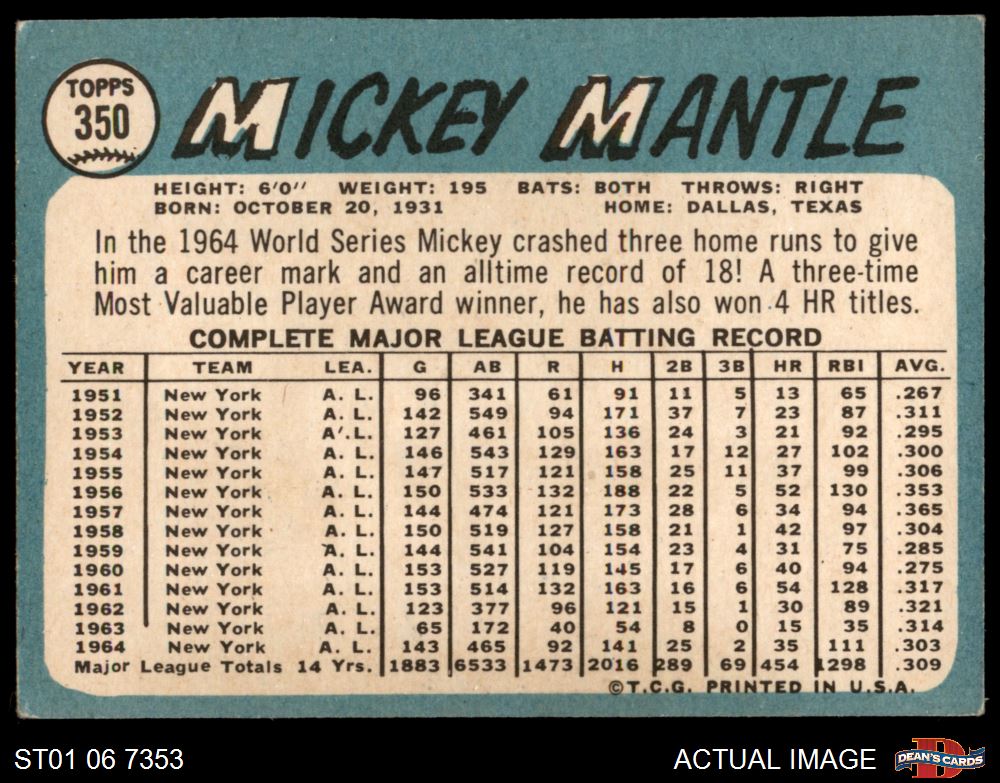 TOPPS
350
MICKEY MANTLE
HEIGHT: 6'0" WEIGHT: 195 BATS: BOTH THROWS: RIGHT
BORN: OCTOBER 20, 1931 HOME: DALLAS, TEXAS
In the 1964 World Series Mickey crashed three home runs to give
him a career mark and an alltime record of 18! A three-time
Most Valuable Player Award winner, he has also won 4 HR titles.
COMPLETE MAJOR LEAGUE BATTING RECORD
YEAR TEAM LEA. G AB R H 2B 3B HR RBI AVG.
1951 New York A. L. 96 341 61 91 11 5 13 65 .267
1952 New York A. L. 142 549 94 171 37 7 23 87 .311
1953 New York A. L. 127 461 105 136 24 3 21 92 .295
1954 New York A. L. 146 543 129 163 17 12 27 102 .300
1955 New York A. L. 147 517 121 158 25 11 37 99 .306
1956 New York A. L. 150 533 132 188 22 5 52 130 .353
1957 New York A. L. 144 474 121 173 28 6 34 94 .365
1958 New York A. L. 150 519 127 158 21 1 42 97 .304
1959 New York A. L. 144 541 104 154 23 4 31 75 .285
1960 New York A. L. 153 527 119 145 17 6 40 94 .275
1961 New York A. L. 153 514 132 163 16 6 54 128 .317
1962 New York A. L. 123 377 96 121 15 1 30 89 .321
1963 New York A. L. 65 172 40 54 8 0 15 35 .314
1964 New York A. L. 143 465 92 141 25 2 35 111 .303
Major League Totals 14 Yrs. 1883 6533 1473 2016 289 69 454 1298 .309
©T.C.G. PRINTED IN U.S.A.
ST01 06 7353 ACTUAL IMAGE DEAN'S CARDS